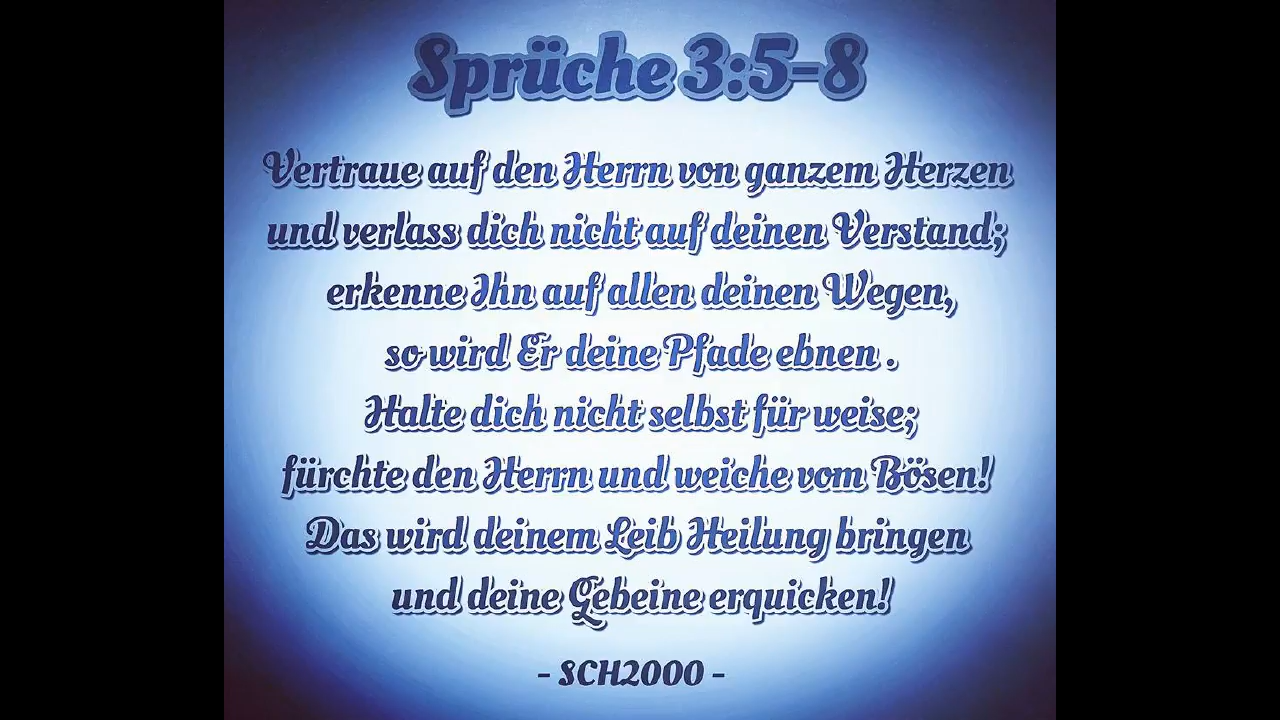 Sprüche 3:5-8
Vertraue auf den Herrn von ganzem Herzen
und verlass dich nicht auf deinen Verstand;
erkenne Ihn auf allen deinen Wegen,
so wird Er deine Pfade ebnen .
Halte dich nicht selbst für weise;
fürchte den Herrn und weiche vom Bösen!
Das wird deinem Leib Heilung bringen
und deine Gebeine erquicken!
- SCH2000 -